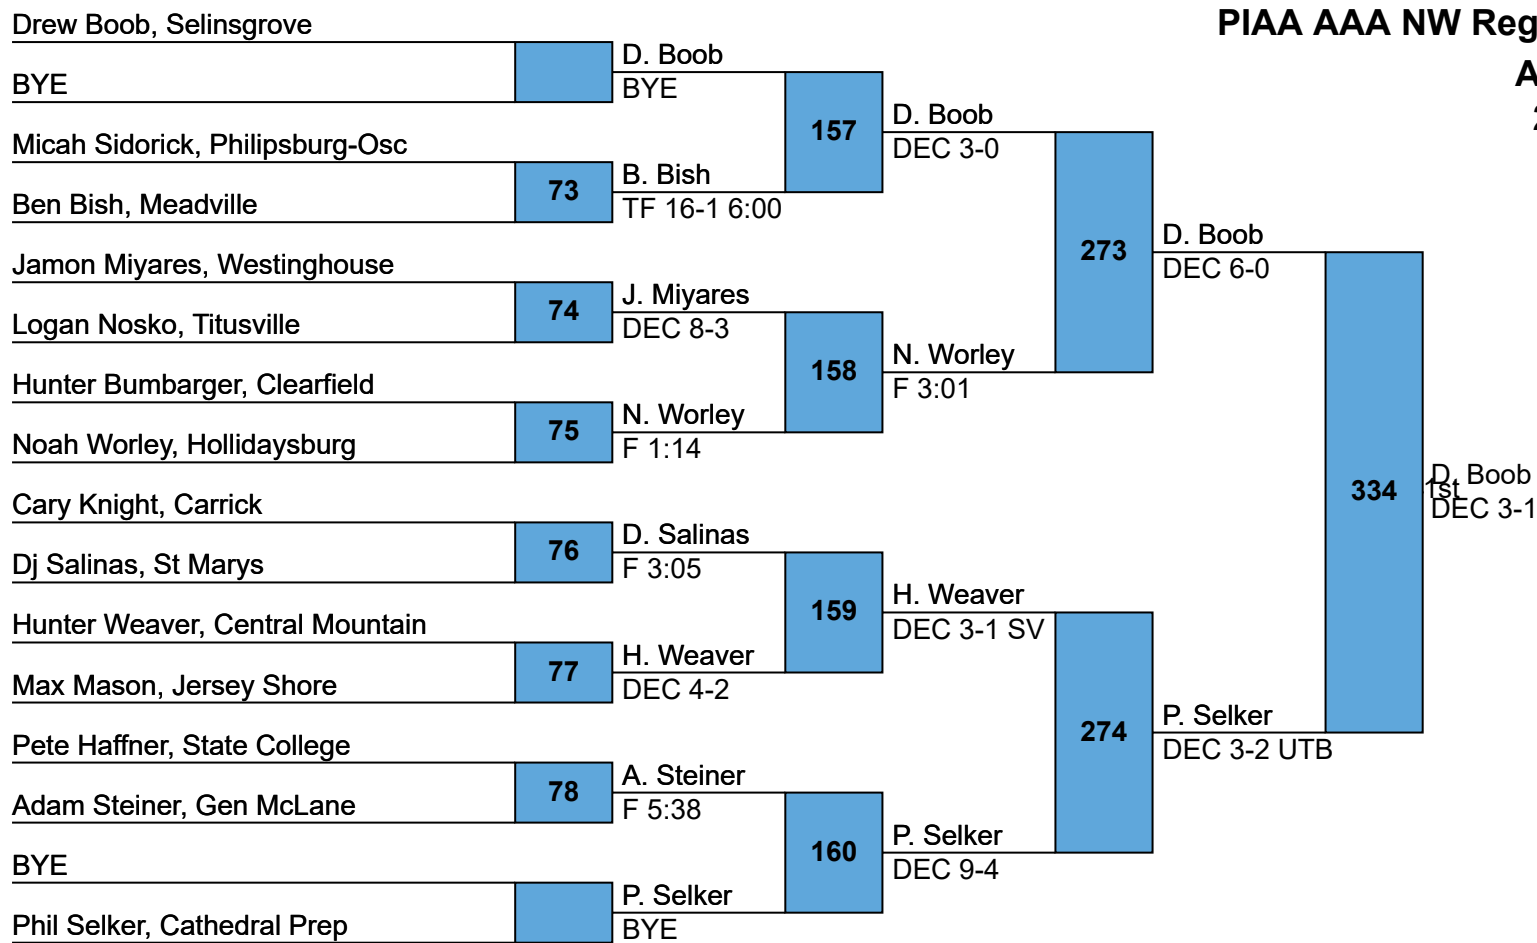 PIAA AAA NW Reg
A
Drew Boob, Selinsgrove
BYE
Micah Sidorick, Philipsburg-Osc
Ben Bish, Meadville
Jamon Miyares, Westinghouse
Logan Nosko, Titusville
Hunter Bumbarger, Clearfield
Noah Worley, Hollidaysburg
Cary Knight, Carrick
Dj Salinas, St Marys
Hunter Weaver, Central Mountain
Max Mason, Jersey Shore
Pete Haffner, State College
Adam Steiner, Gen McLane
BYE
Phil Selker, Cathedral Prep
73
74
75
76
77
78
D. Boob
BYE
B. Bish
TF 16-1 6:00
J. Miyares
DEC 8-3
N. Worley
F 1:14
D. Salinas
F 3:05
H. Weaver
DEC 4-2
A. Steiner
F 5:38
P. Selker
BYE
157
158
159
160
D. Boob
DEC 3-0
N. Worley
F 3:01
H. Weaver
DEC 3-1 SV
P. Selker
DEC 9-4
273
274
D. Boob
DEC 6-0
P. Selker
DEC 3-2 UTB
334
1st
D. Boob
DEC 3-1